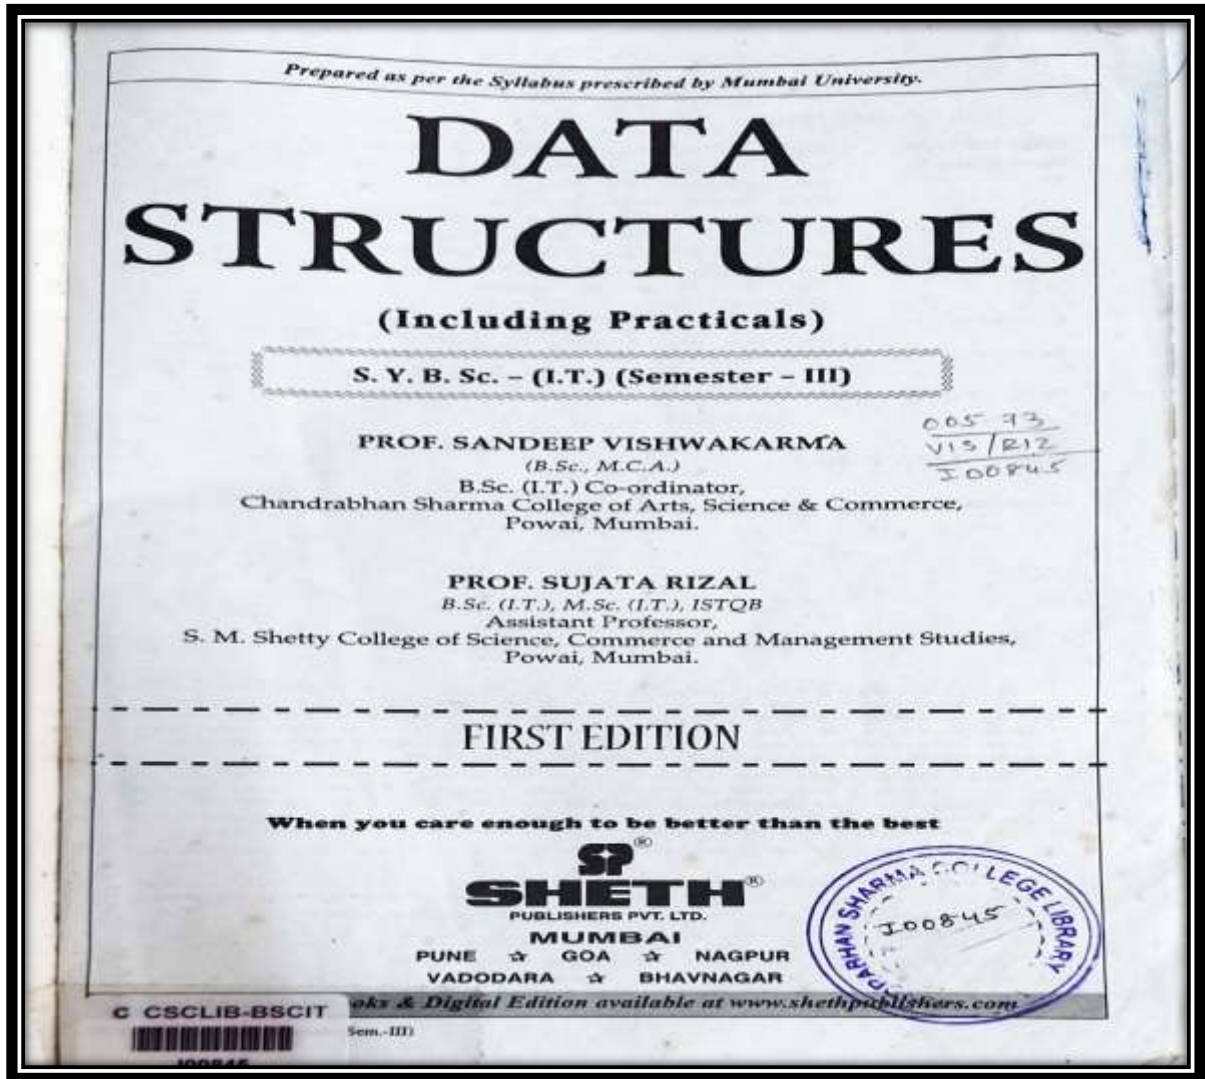 Prepared as per the Syllabus prescribed by Mumbai University.
DATA
STRUCTURES
(Including Practicals)
S. Y. B. Sc. – (I.T.) (Semester – III)
005.73
VIS/RIZ
I00845
PROF. SANDEEP VISHWAKARMA
(B.Sc., M.C.A.)
B.Sc. (I.T.) Co-ordinator,
Chandrabhan Sharma College of Arts, Science & Commerce,
Powai, Mumbai.
PROF. SUJATA RIZAL
B.Sc. (I.T.), M.Sc. (I.T.), ISTQB
Assistant Professor,
S. M. Shetty College of Science, Commerce and Management Studies,
Powai, Mumbai.
FIRST EDITION
When you care enough to be better than the best
SP®
SHETH®
PUBLISHERS PVT. LTD.
MUMBAI
PUNE ☆ GOA ☆ NAGPUR
VADODARA ☆ BHAVNAGAR
SHARMA COLLEGE LIBRARY
I00845
& Digital Edition available at www.shethpublishers.com
C CSCLIB-BSCIT
Sem.-III)